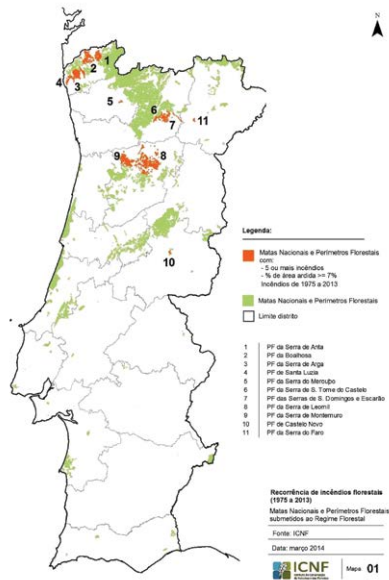 N
1
2
3
4
5
6
7
11
9
8
10
Legenda:
Matas Nacionais e Perímetros Florestais
com:
- 5 ou mais incêndios
- % de área ardida >= 7%
Incêndios de 1975 a 2013
Matas Nacionais e Perímetros Florestais
Limite distrito
1 PF da Serra de Anta
2 PF da Boalhosa
3 PF da Serra de Arga
4 PF de Santa Luzia
5 PF da Serra do Merouço
6 PF da Serra de S. Tomé do Castelo
7 PF das Serras de S. Domingos e Escarão
8 PF da Serra de Leomil
9 PF da Serra de Montemuro
10 PF de Castelo Novo
11 PF da Serra do Faro
Recorrência de incêndios florestais
(1975 a 2013)
Matas Nacionais e Perímetros Florestais
submetidos ao Regime Florestal
Fonte: ICNF
Data: março 2014
ICNF
Mapa 01